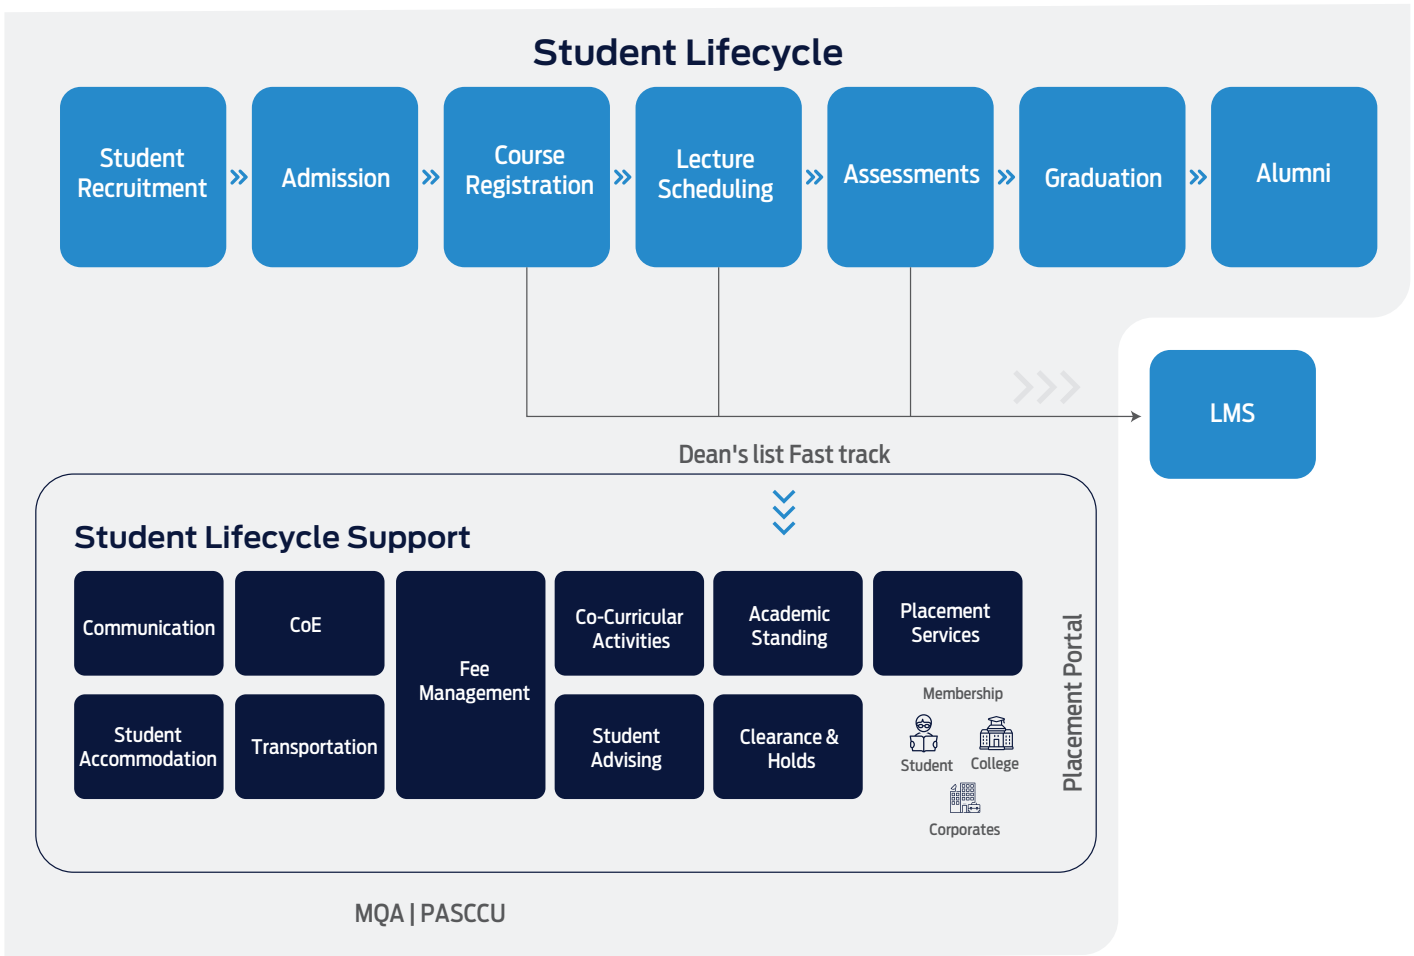 Student Lifecycle
Student
Recruitment
Admission
Course
Registration
Lecture
Scheduling
Assessments
Graduation
Alumni
LMS
Dean's list Fast track
Student Lifecycle Support
Communication
CoE
Fee
Management
Co-Curricular
Activities
Academic
Standing
Placement
Services
Student
Accommodation
Transportation
Student
Advising
Clearance &
Holds
Membership
Student
College
Corporates
Placement Portal
MQA | PASCCU